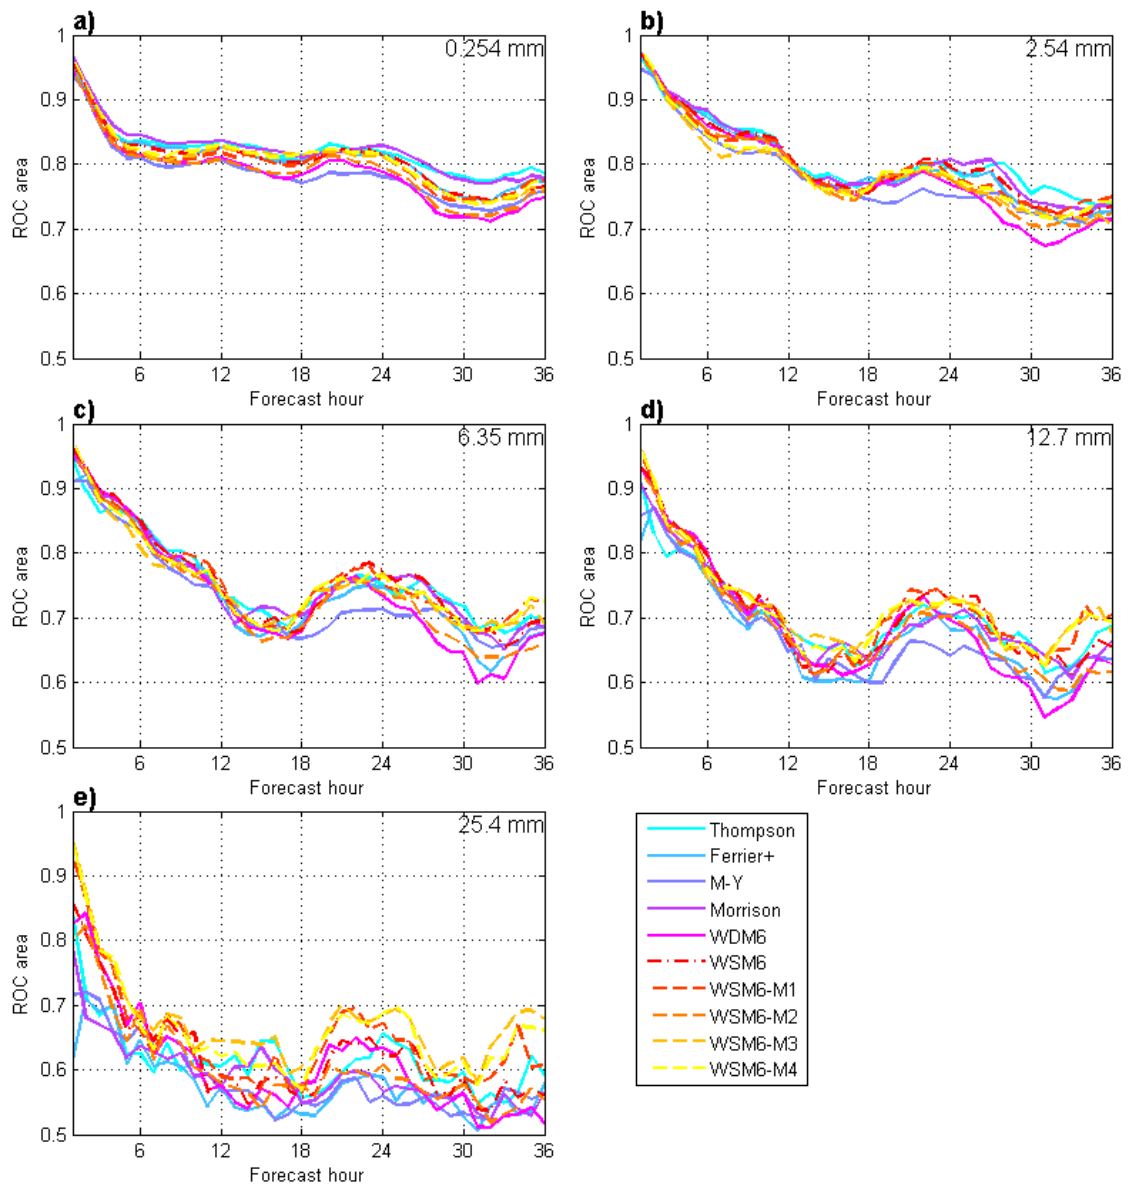 a)
0.254 mm
1
0.9
0.8
0.7
0.6
0.5
ROC area
6 12 18 24 30 36
Forecast hour
b)
2.54 mm
1
0.9
0.8
0.7
0.6
0.5
ROC area
6 12 18 24 30 36
Forecast hour
c)
6.35 mm
1
0.9
0.8
0.7
0.6
0.5
ROC area
6 12 18 24 30 36
Forecast hour
d)
12.7 mm
1
0.9
0.8
0.7
0.6
0.5
ROC area
6 12 18 24 30 36
Forecast hour
e)
25.4 mm
1
0.9
0.8
0.7
0.6
0.5
ROC area
6 12 18 24 30 36
Forecast hour
Thompson
Ferrier+
M-Y
Morrison
WDM6
WSM6
WSM6-M1
WSM6-M2
WSM6-M3
WSM6-M4